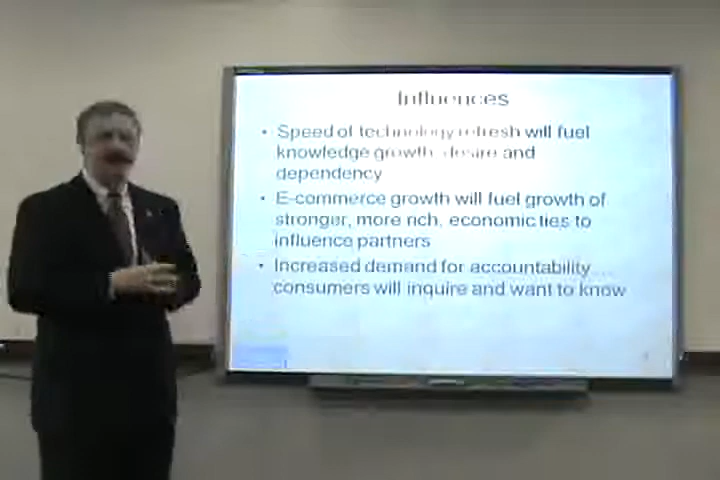 Influences
• Speed of technology refresh will fuel
knowledge growth, desire and
dependency
• E-commerce growth will fuel growth of
stronger, more rich, economic ties to
influence partners
• Increased demand for accountability…
consumers will inquire and want to know